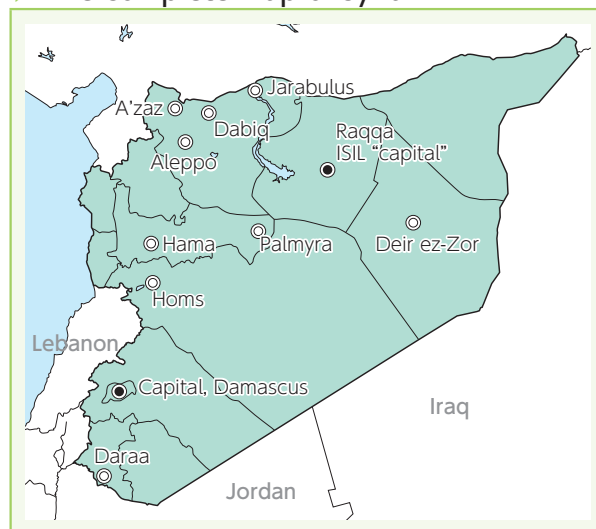 Jarabulus
A'zaz
Dabiq
Aleppo
Raqqa
ISIL "capital"
Hama
Palmyra
Deir ez-Zor
Homs
Lebanon
Capital, Damascus
Iraq
Daraa
Jordan